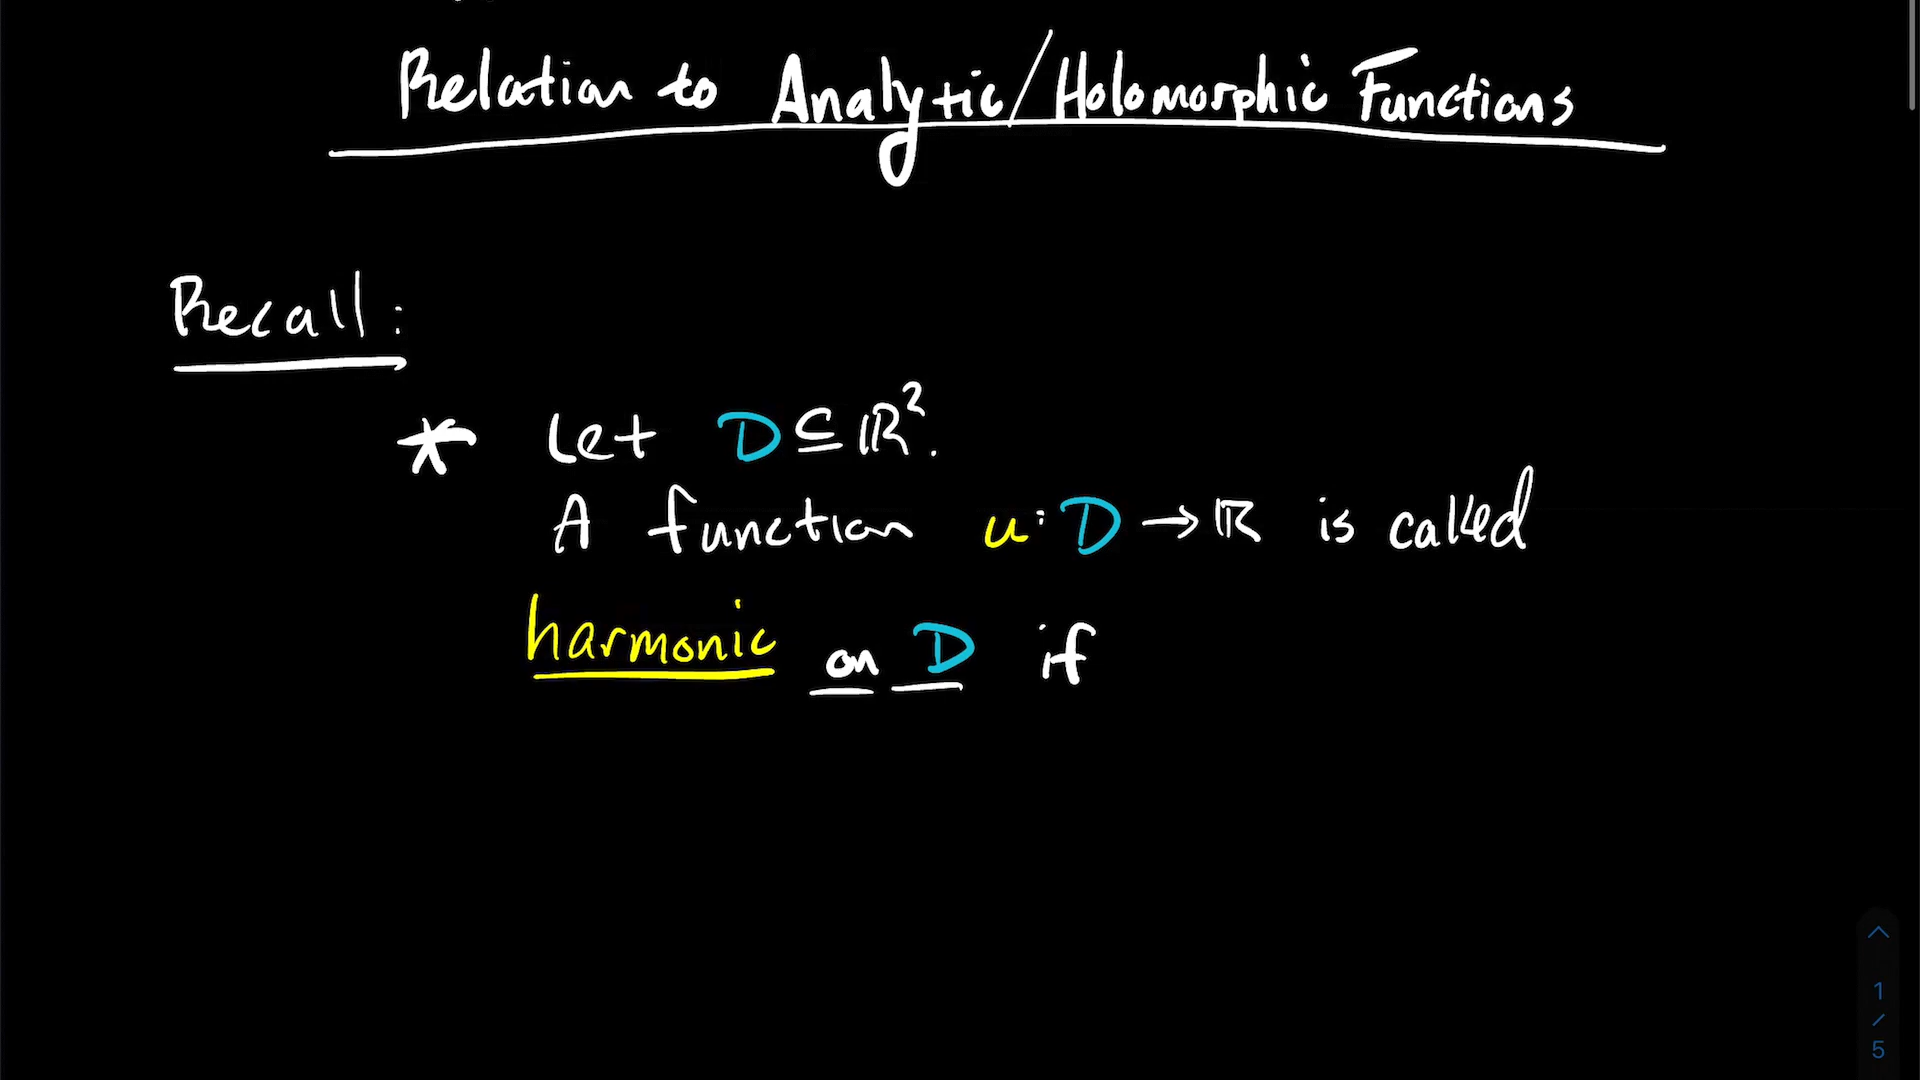 Relation to Analytic/Holomorphic Functions
Recall:
* Let D ⊆ ℝ².
A function u: D → ℝ is called
harmonic on D if
1
/
5